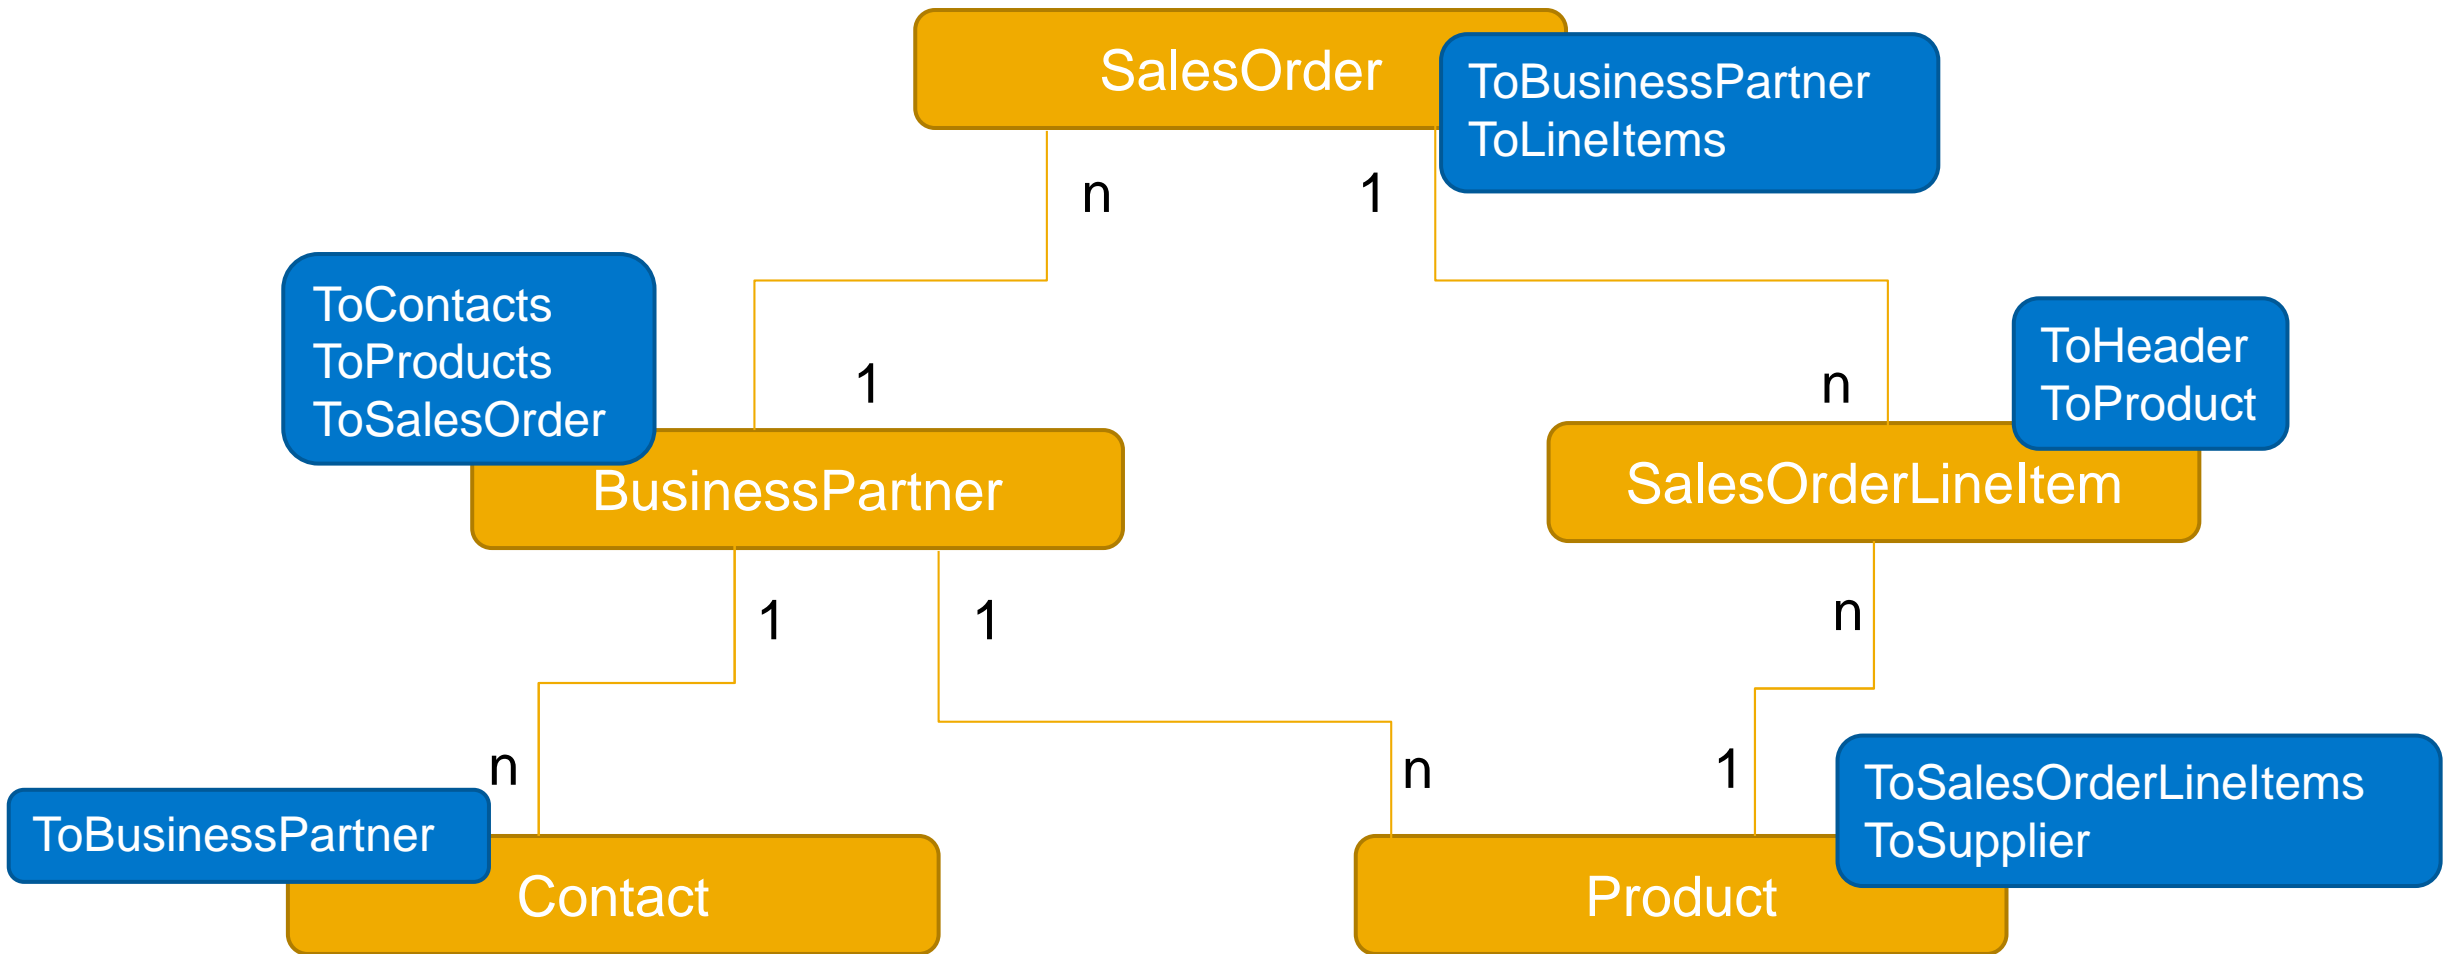 SalesOrder
ToBusinessPartner
ToLineItems
n
1
ToContacts
ToProducts
ToSalesOrder
1
n
ToHeader
ToProduct
BusinessPartner
SalesOrderLineItem
1
1
n
n
n
1
ToBusinessPartner
ToSalesOrderLineItems
ToSupplier
Contact
Product